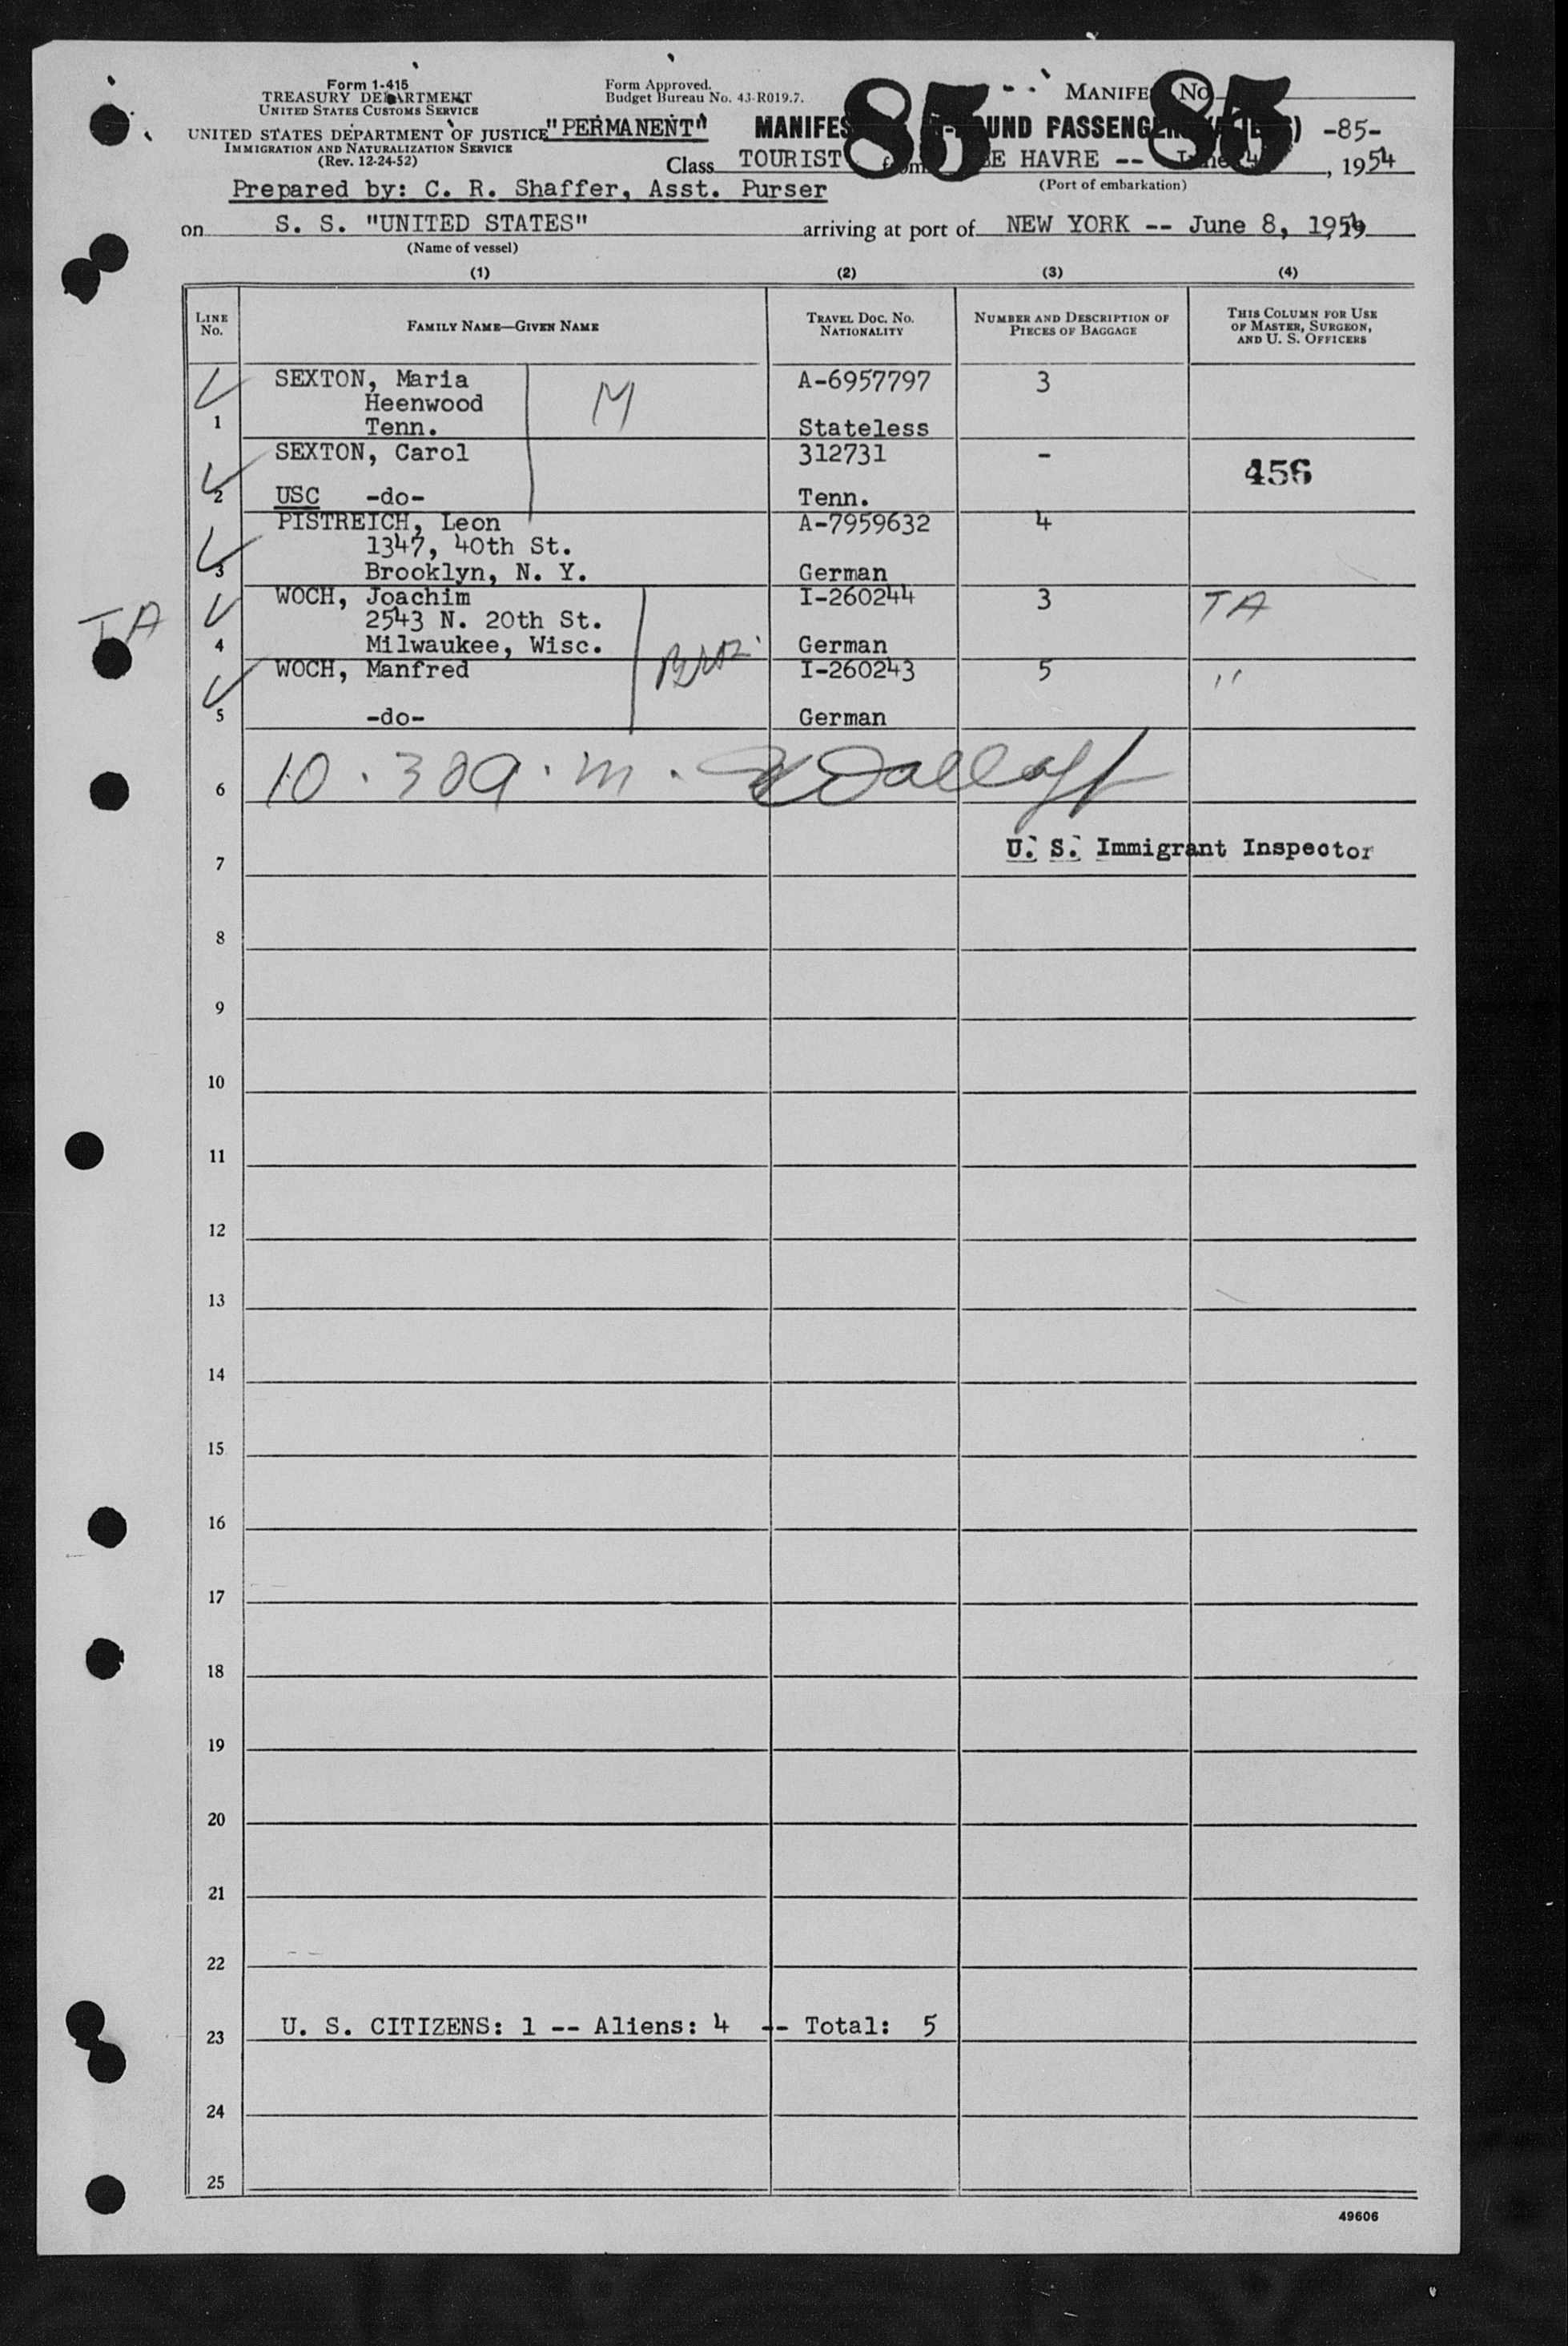 Form 1-415
TREASURY DEPARTMENT
UNITED STATES CUSTOMS SERVICE
UNITED STATES DEPARTMENT OF JUSTICE
IMMIGRATION AND NATURALIZATION SERVICE
(Rev. 12-24-52)
Form Approved.
Budget Bureau No. 43-R019.7.
"PERMANENT"
MANIFEST No
85 85
-85-
Class TOURIST from HAVRE -- June 4, 1954
(Port of embarkation)
Prepared by: C. R. Shaffer, Asst. Purser
on S. S. "UNITED STATES" arriving at port of NEW YORK -- June 8, 1954
(Name of vessel)
(1) (2) (3) (4)
LINE No. FAMILY NAME—GIVEN NAME TRAVEL DOC. No. NATIONALITY NUMBER AND DESCRIPTION OF PIECES OF BAGGAGE THIS COLUMN FOR USE OF MASTER, SURGEON, AND U. S. OFFICERS
SEXTON, Maria A-6957797 3
Heenwood M
1 Tenn. Stateless
SEXTON, Carol 312731 -
456
2 USC -do- Tenn.
PISTREICH, Leon A-7959632 4
1347, 40th St.
3 Brooklyn, N. Y. German
TA WOCH, Joachim I-260244 3 TA
2543 N. 20th St.
4 Milwaukee, Wisc. German
WOCH, Manfred I-260243 5 "
5 -do- German
6 10.30 a.m.
7 U. S. Immigrant Inspector
8
9
10
11
12
13
14
15
16
17
18
19
20
21
22
23 U. S. CITIZENS: 1 -- Aliens: 4 -- Total: 5
24
25
49606